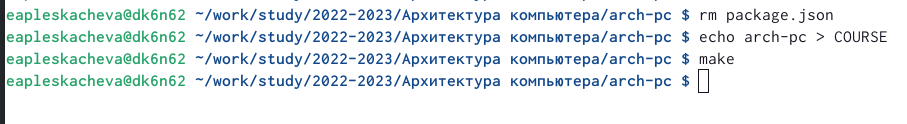 eapleskacheva@dk6n62 ~/work/study/2022-2023/Архитектура компьютера/arch-pc $ rm package.json
eapleskacheva@dk6n62 ~/work/study/2022-2023/Архитектура компьютера/arch-pc $ echo arch-pc > COURSE
eapleskacheva@dk6n62 ~/work/study/2022-2023/Архитектура компьютера/arch-pc $ make
eapleskacheva@dk6n62 ~/work/study/2022-2023/Архитектура компьютера/arch-pc $